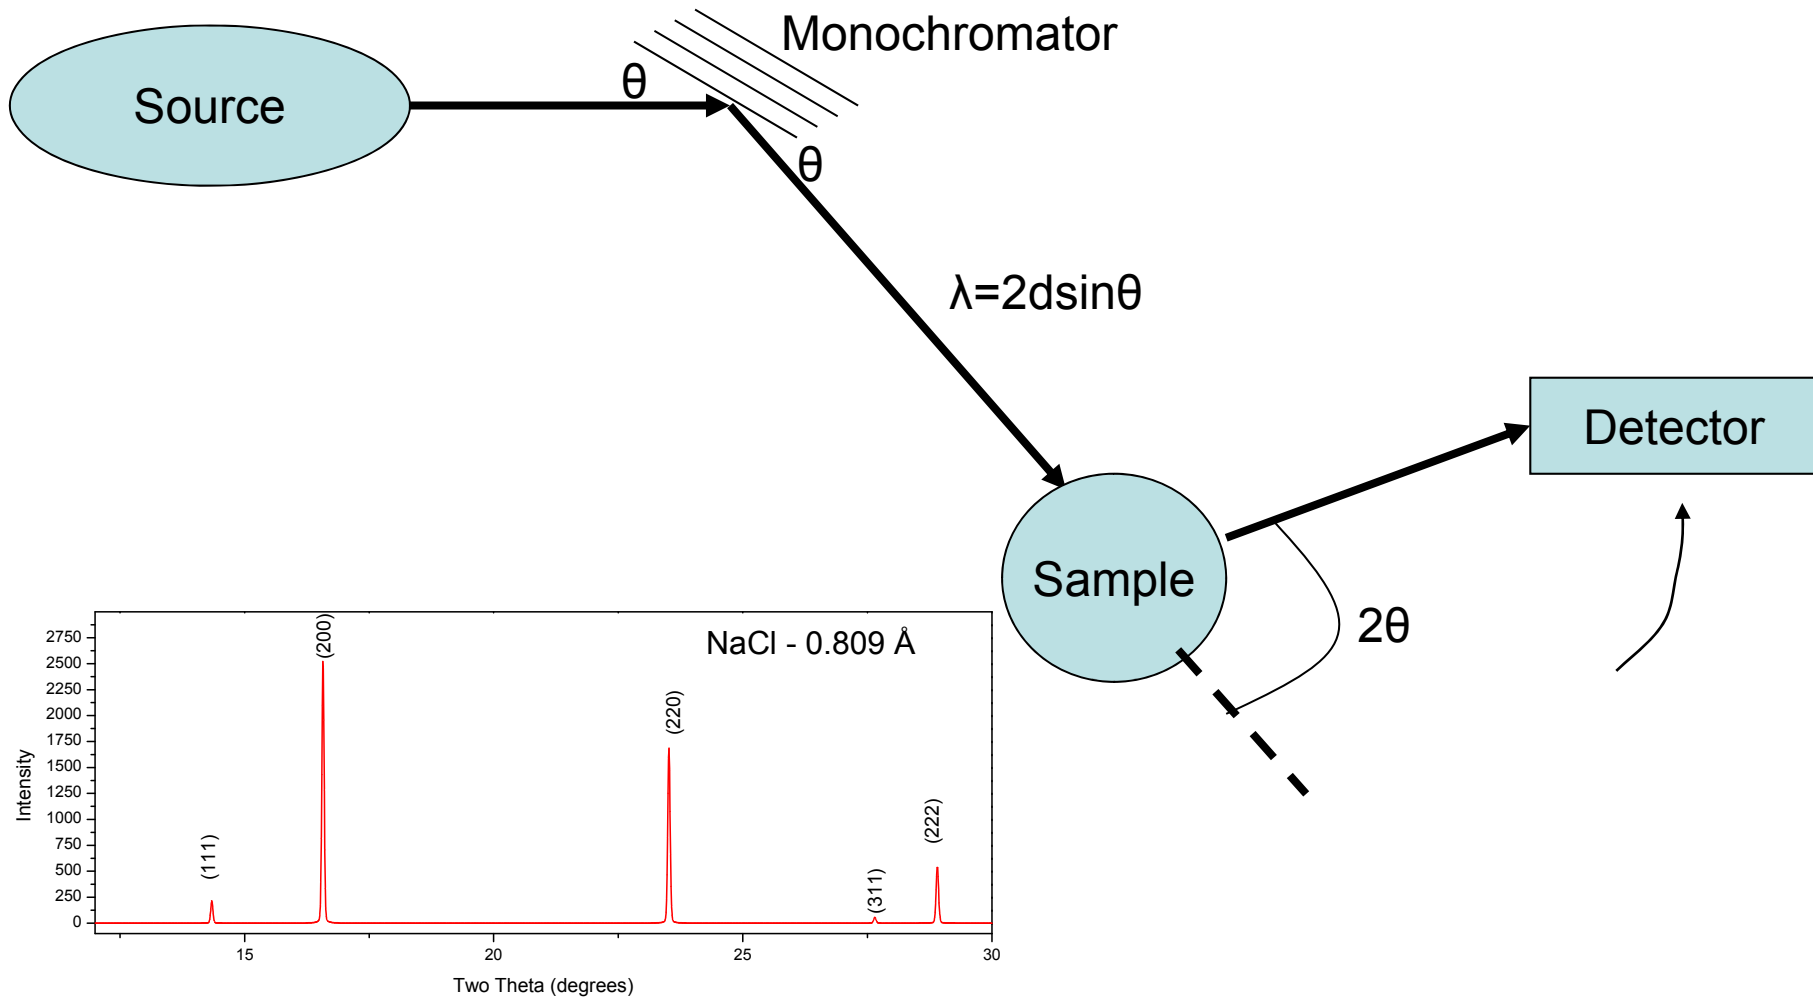 Monochromator
θ
Source
θ
λ=2dsinθ
Detector
Sample
2θ
NaCl - 0.809 Å
(200)
(220)
(111)
(311)
(222)
2750
2500
2250
2000
1750
1500
1250
1000
750
500
250
0
Intensity
15
20
25
30
Two Theta (degrees)